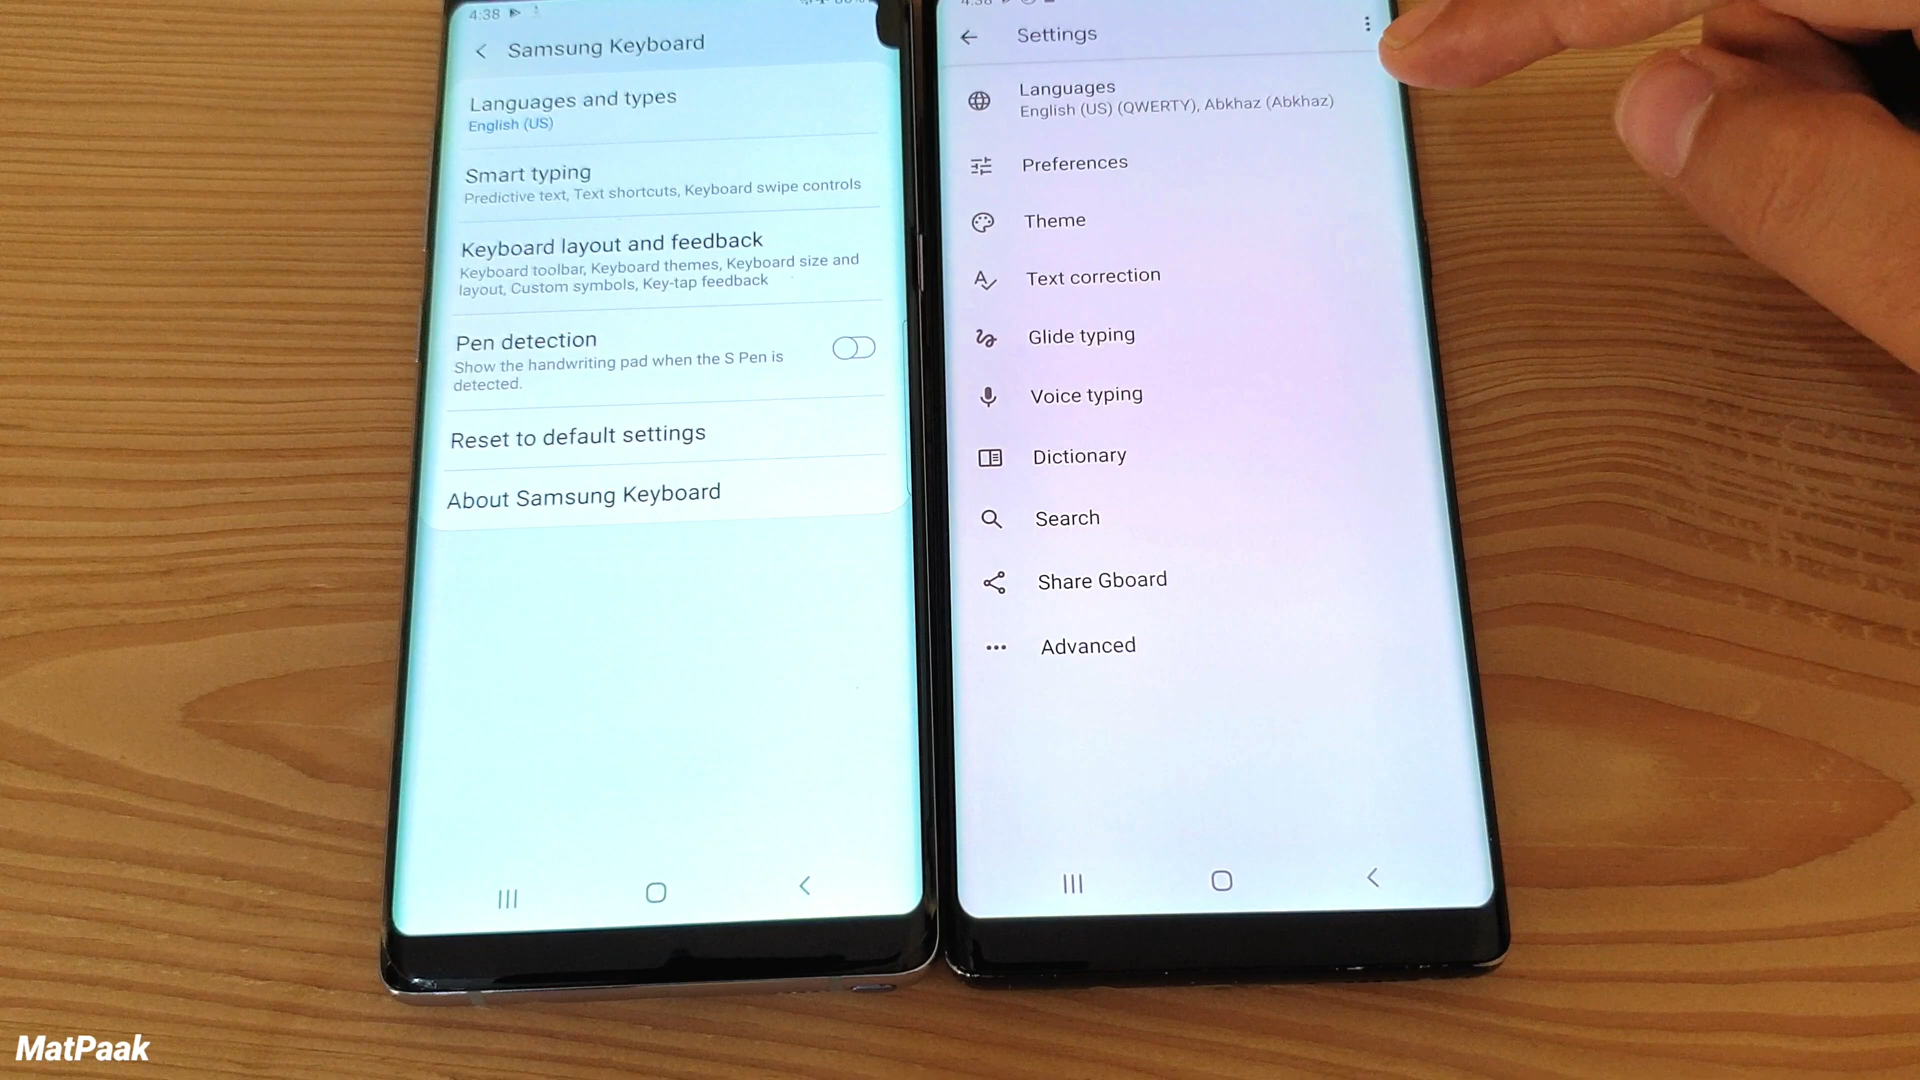 4:38
Samsung Keyboard
Languages and types
English (US)
Smart typing
Predictive text, Text shortcuts, Keyboard swipe controls
Keyboard layout and feedback
Keyboard toolbar, Keyboard themes, Keyboard size and
layout, Custom symbols, Key-tap feedback
Pen detection
Show the handwriting pad when the S Pen is
detected.
Reset to default settings
About Samsung Keyboard
4:38
Settings
Languages
English (US) (QWERTY), Abkhaz (Abkhaz)
Preferences
Theme
Text correction
Glide typing
Voice typing
Dictionary
Search
Share Gboard
Advanced
MatPaak